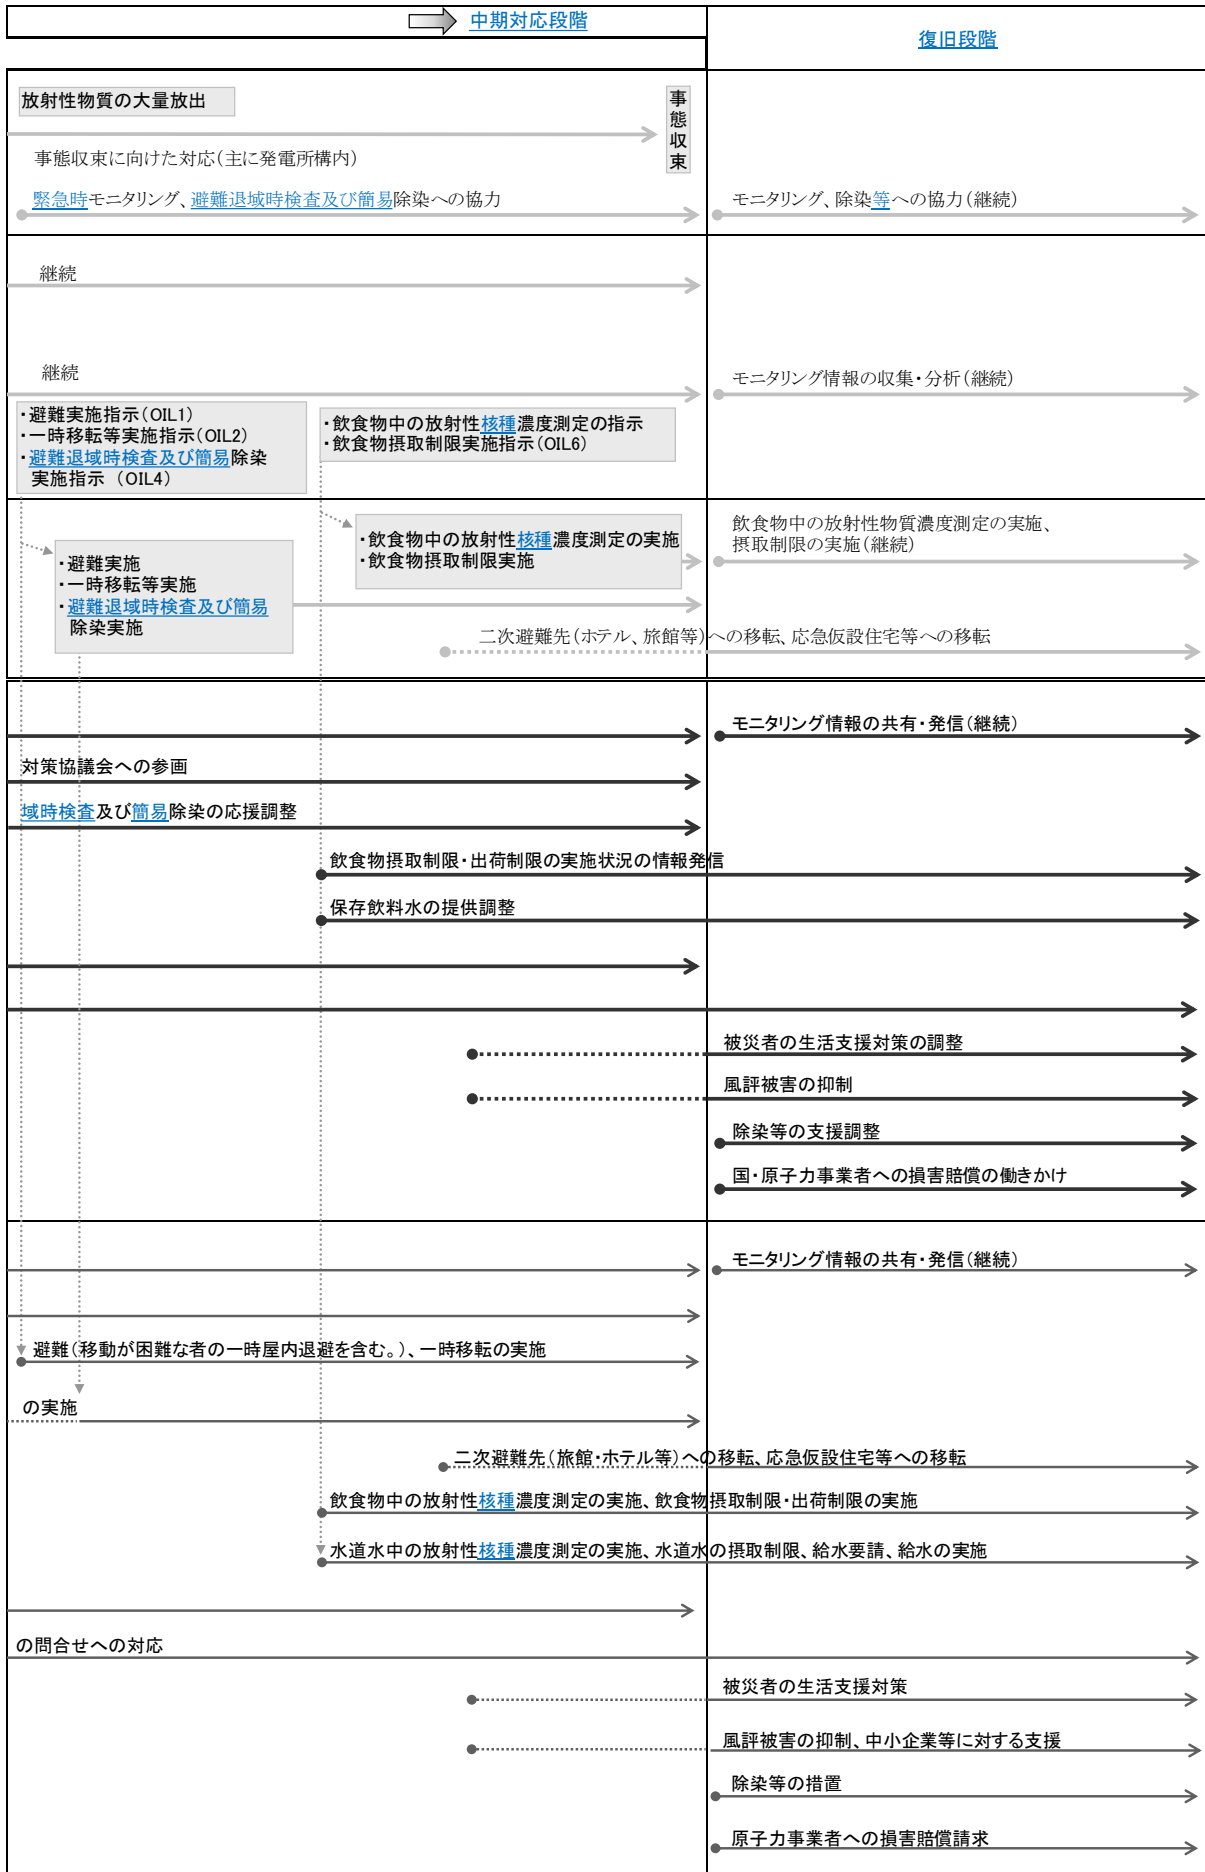 中期対応段階
復旧段階
放射性物質の大量放出
事態収束
事態収束に向けた対応(主に発電所構内)
緊急時モニタリング、避難退域時検査及び簡易除染への協力
モニタリング、除染等への協力(継続)
継続
継続
モニタリング情報の収集・分析(継続)
・避難実施指示(OIL1)
・一時移転等実施指示(OIL2)
・避難退域時検査及び簡易除染
実施指示 (OIL4)
・飲食物中の放射性核種濃度測定の指示
・飲食物摂取制限実施指示(OIL6)
・飲食物中の放射性核種濃度測定の実施
・飲食物摂取制限実施
飲食物中の放射性物質濃度測定の実施、
摂取制限の実施(継続)
・避難実施
・一時移転等実施
・避難退域時検査及び簡易
除染実施
二次避難先(ホテル、旅館等)への移転、応急仮設住宅等への移転
モニタリング情報の共有・発信(継続)
対策協議会への参画
域時検査及び簡易除染の応援調整
飲食物摂取制限・出荷制限の実施状況の情報発信
保存飲料水の提供調整
被災者の生活支援対策の調整
風評被害の抑制
除染等の支援調整
国・原子力事業者への損害賠償の働きかけ
モニタリング情報の共有・発信(継続)
避難(移動が困難な者の一時屋内退避を含む。)、一時移転の実施
の実施
二次避難先(旅館・ホテル等)への移転、応急仮設住宅等への移転
飲食物中の放射性核種濃度測定の実施、飲食物摂取制限・出荷制限の実施
水道水中の放射性核種濃度測定の実施、水道水の摂取制限、給水要請、給水の実施
の問合せへの対応
被災者の生活支援対策
風評被害の抑制、中小企業等に対する支援
除染等の措置
原子力事業者への損害賠償請求